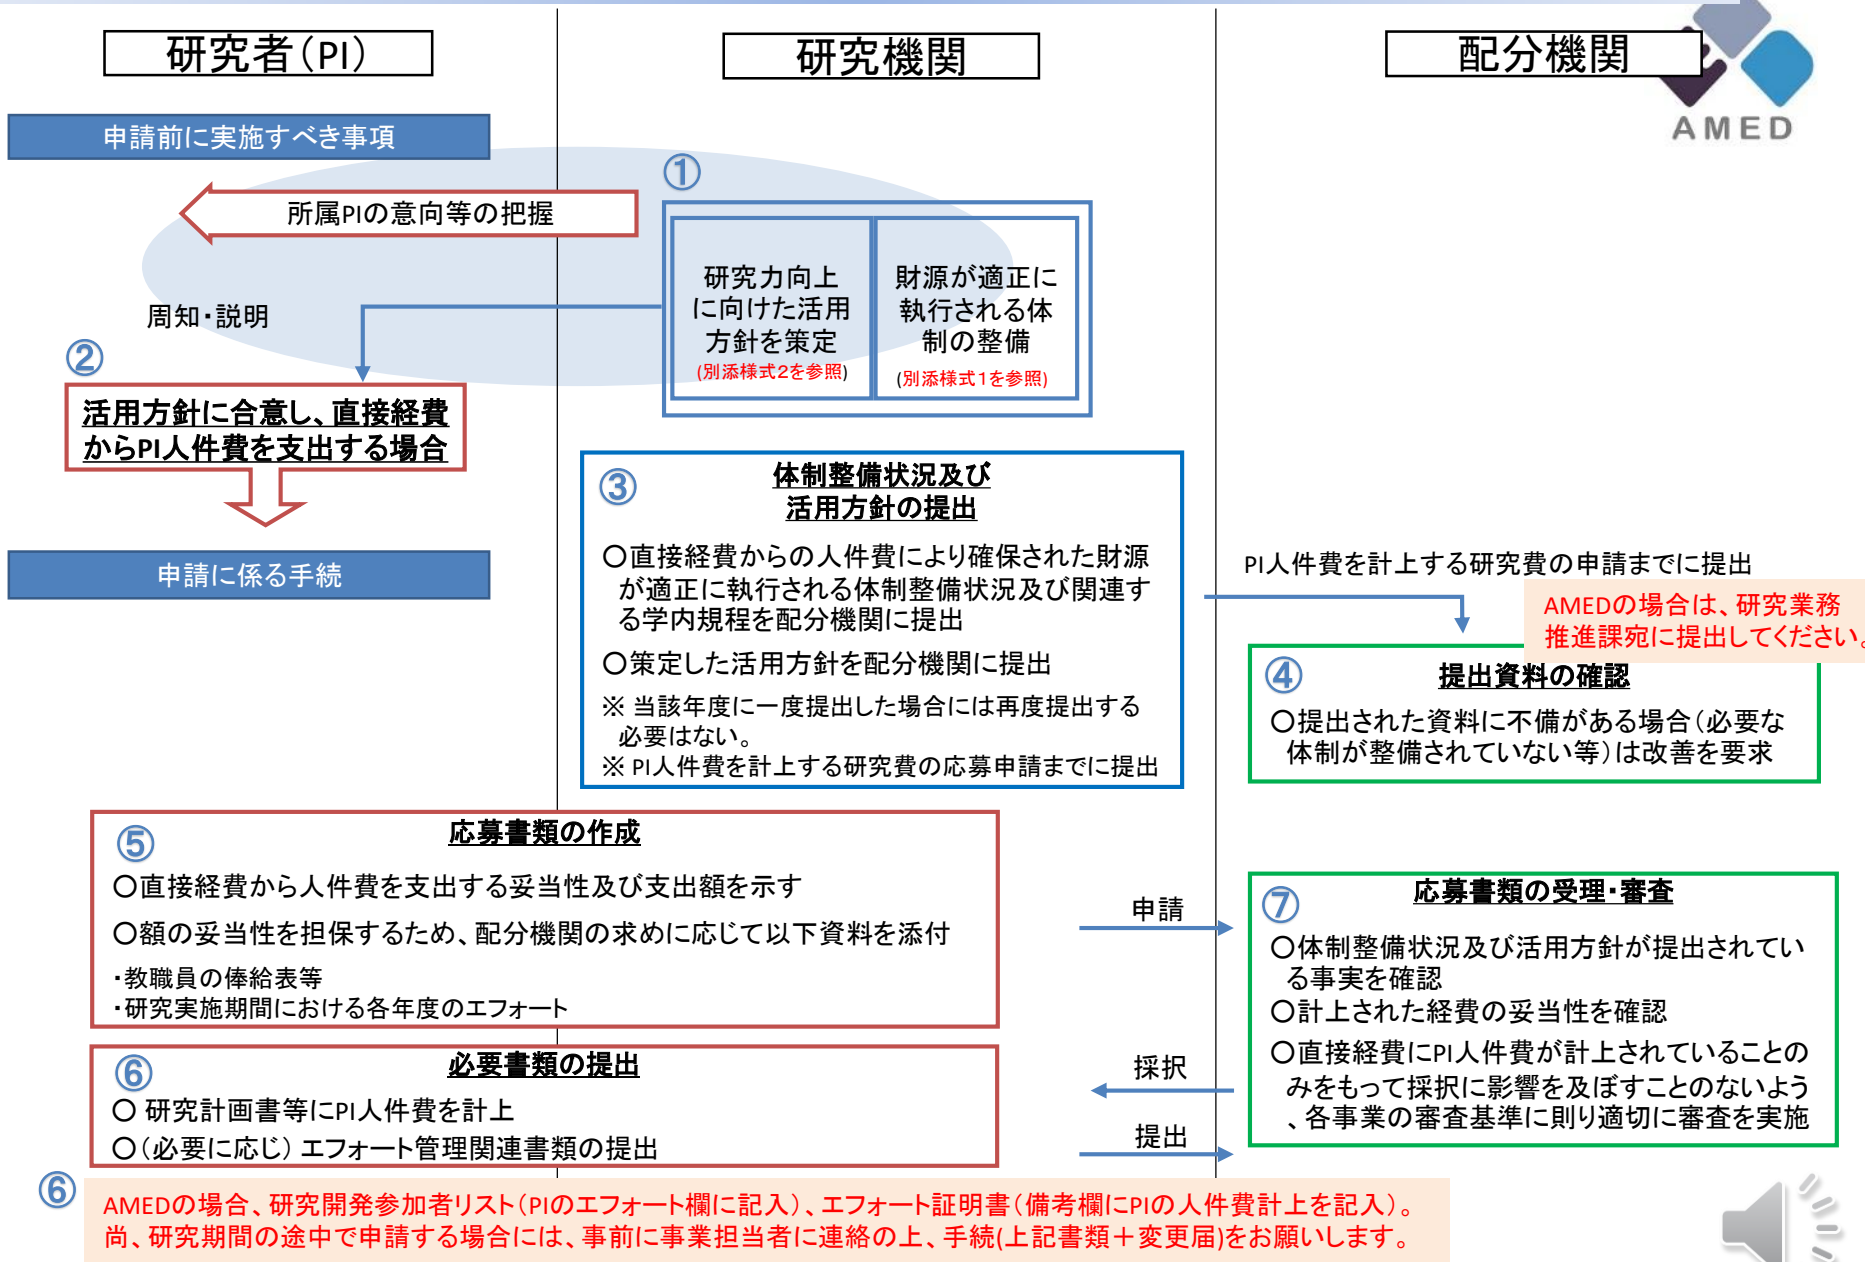 研究者（PI）
研究機関
配分機関
AMED
申請前に実施すべき事項
①
所属PIの意向等の把握
研究力向上
に向けた活用
方針を策定
(別添様式2を参照)
財源が適正に
執行される体
制の整備
(別添様式1を参照)
周知・説明
②
活用方針に合意し、直接経費
からPI人件費を支出する場合
申請に係る手続
③
体制整備状況及び
活用方針の提出
〇直接経費からの人件費により確保された財源
が適正に執行される体制整備状況及び関連す
る学内規程を配分機関に提出
〇策定した活用方針を配分機関に提出
※ 当該年度に一度提出した場合には再度提出する
必要はない。
※ PI人件費を計上する研究費の応募申請までに提出
PI人件費を計上する研究費の申請までに提出
AMEDの場合は、研究業務
推進課宛に提出してください。
④
提出資料の確認
〇提出された資料に不備がある場合（必要な
体制が整備されていない等）は改善を要求
⑤
応募書類の作成
〇直接経費から人件費を支出する妥当性及び支出額を示す
〇額の妥当性を担保するため、配分機関の求めに応じて以下資料を添付
・教職員の俸給表等
・研究実施期間における各年度のエフォート
申請
⑦
応募書類の受理・審査
〇体制整備状況及び活用方針が提出されてい
る事実を確認
〇計上された経費の妥当性を確認
〇直接経費にPI人件費が計上されていることの
みをもって採択に影響を及ぼすことのないよう
、各事業の審査基準に則り適切に審査を実施
⑥
必要書類の提出
〇 研究計画書等にPI人件費を計上
〇（必要に応じ）エフォート管理関連書類の提出
採択
提出
⑥
AMEDの場合、研究開発参加者リスト（PIのエフォート欄に記入）、エフォート証明書（備考欄にPIの人件費計上を記入）。
尚、研究期間の途中で申請する場合には、事前に事業担当者に連絡の上、手続(上記書類＋変更届)をお願いします。